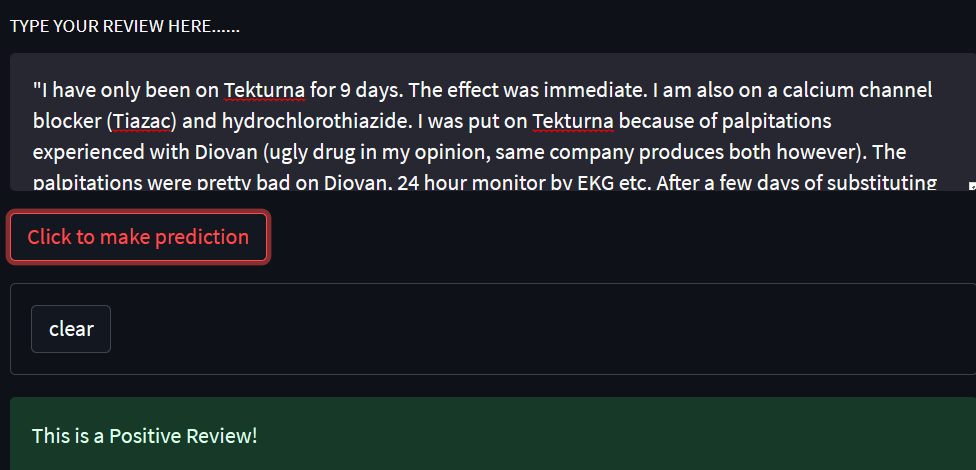 TYPE YOUR REVIEW HERE......
"I have only been on Tekturna for 9 days. The effect was immediate. I am also on a calcium channel
blocker (Tiazac) and hydrochlorothiazide. I was put on Tekturna because of palpitations
experienced with Diovan (ugly drug in my opinion, same company produces both however). The
palpitations were pretty bad on Diovan, 24 hour monitor by EKG etc. After a few days of substituting
Click to make prediction
clear
This is a Positive Review!